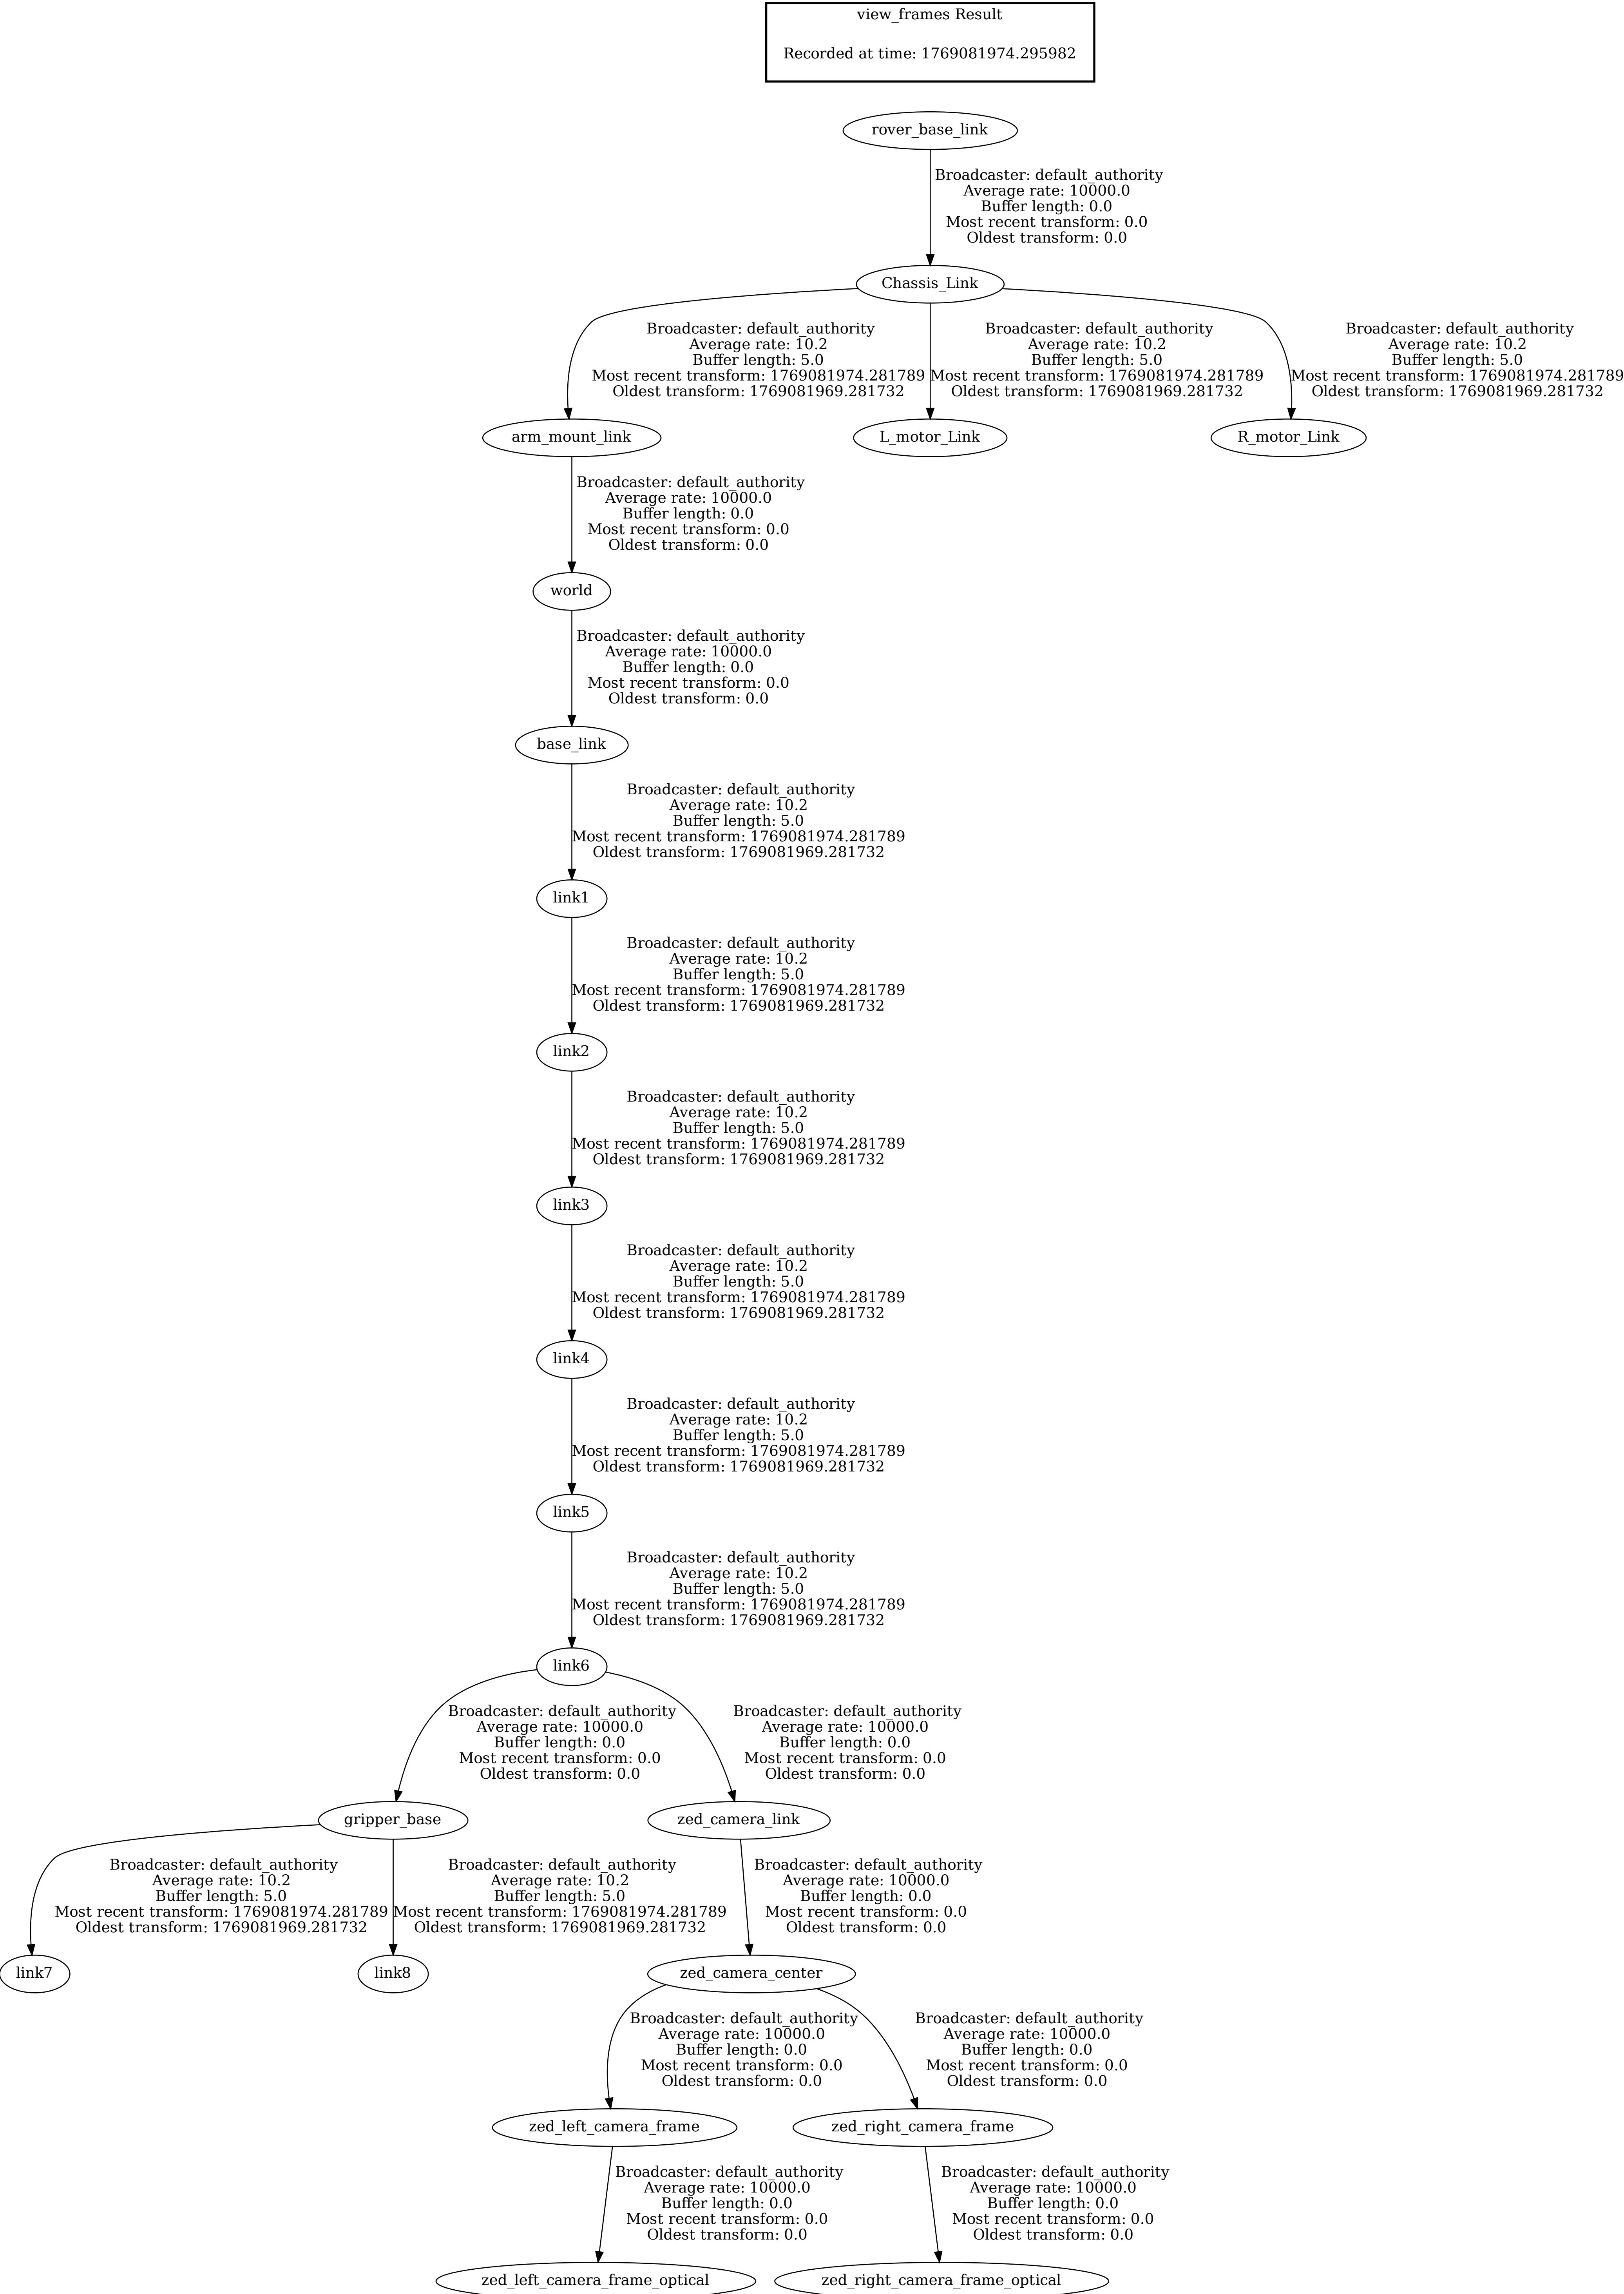 view_frames Result
Recorded at time: 1769081974.295982
rover_base_link
Broadcaster: default_authority
Average rate: 10000.0
Buffer length: 0.0
Most recent transform: 0.0
Oldest transform: 0.0
Chassis_Link
Broadcaster: default_authority
Average rate: 10.2
Buffer length: 5.0
Most recent transform: 1769081974.281789
Oldest transform: 1769081969.281732
Broadcaster: default_authority
Average rate: 10.2
Buffer length: 5.0
Most recent transform: 1769081974.281789
Oldest transform: 1769081969.281732
Broadcaster: default_authority
Average rate: 10.2
Buffer length: 5.0
Most recent transform: 1769081974.281789
Oldest transform: 1769081969.281732
arm_mount_link
L_motor_Link
R_motor_Link
Broadcaster: default_authority
Average rate: 10000.0
Buffer length: 0.0
Most recent transform: 0.0
Oldest transform: 0.0
world
Broadcaster: default_authority
Average rate: 10000.0
Buffer length: 0.0
Most recent transform: 0.0
Oldest transform: 0.0
base_link
Broadcaster: default_authority
Average rate: 10.2
Buffer length: 5.0
Most recent transform: 1769081974.281789
Oldest transform: 1769081969.281732
link1
Broadcaster: default_authority
Average rate: 10.2
Buffer length: 5.0
Most recent transform: 1769081974.281789
Oldest transform: 1769081969.281732
link2
Broadcaster: default_authority
Average rate: 10.2
Buffer length: 5.0
Most recent transform: 1769081974.281789
Oldest transform: 1769081969.281732
link3
Broadcaster: default_authority
Average rate: 10.2
Buffer length: 5.0
Most recent transform: 1769081974.281789
Oldest transform: 1769081969.281732
link4
Broadcaster: default_authority
Average rate: 10.2
Buffer length: 5.0
Most recent transform: 1769081974.281789
Oldest transform: 1769081969.281732
link5
Broadcaster: default_authority
Average rate: 10.2
Buffer length: 5.0
Most recent transform: 1769081974.281789
Oldest transform: 1769081969.281732
link6
Broadcaster: default_authority
Average rate: 10000.0
Buffer length: 0.0
Most recent transform: 0.0
Oldest transform: 0.0
Broadcaster: default_authority
Average rate: 10000.0
Buffer length: 0.0
Most recent transform: 0.0
Oldest transform: 0.0
gripper_base
zed_camera_link
Broadcaster: default_authority
Average rate: 10.2
Buffer length: 5.0
Most recent transform: 1769081974.281789
Oldest transform: 1769081969.281732
Broadcaster: default_authority
Average rate: 10.2
Buffer length: 5.0
Most recent transform: 1769081974.281789
Oldest transform: 1769081969.281732
Broadcaster: default_authority
Average rate: 10000.0
Buffer length: 0.0
Most recent transform: 0.0
Oldest transform: 0.0
link7
link8
zed_camera_center
Broadcaster: default_authority
Average rate: 10000.0
Buffer length: 0.0
Most recent transform: 0.0
Oldest transform: 0.0
Broadcaster: default_authority
Average rate: 10000.0
Buffer length: 0.0
Most recent transform: 0.0
Oldest transform: 0.0
zed_left_camera_frame
zed_right_camera_frame
Broadcaster: default_authority
Average rate: 10000.0
Buffer length: 0.0
Most recent transform: 0.0
Oldest transform: 0.0
Broadcaster: default_authority
Average rate: 10000.0
Buffer length: 0.0
Most recent transform: 0.0
Oldest transform: 0.0
zed_left_camera_frame_optical
zed_right_camera_frame_optical